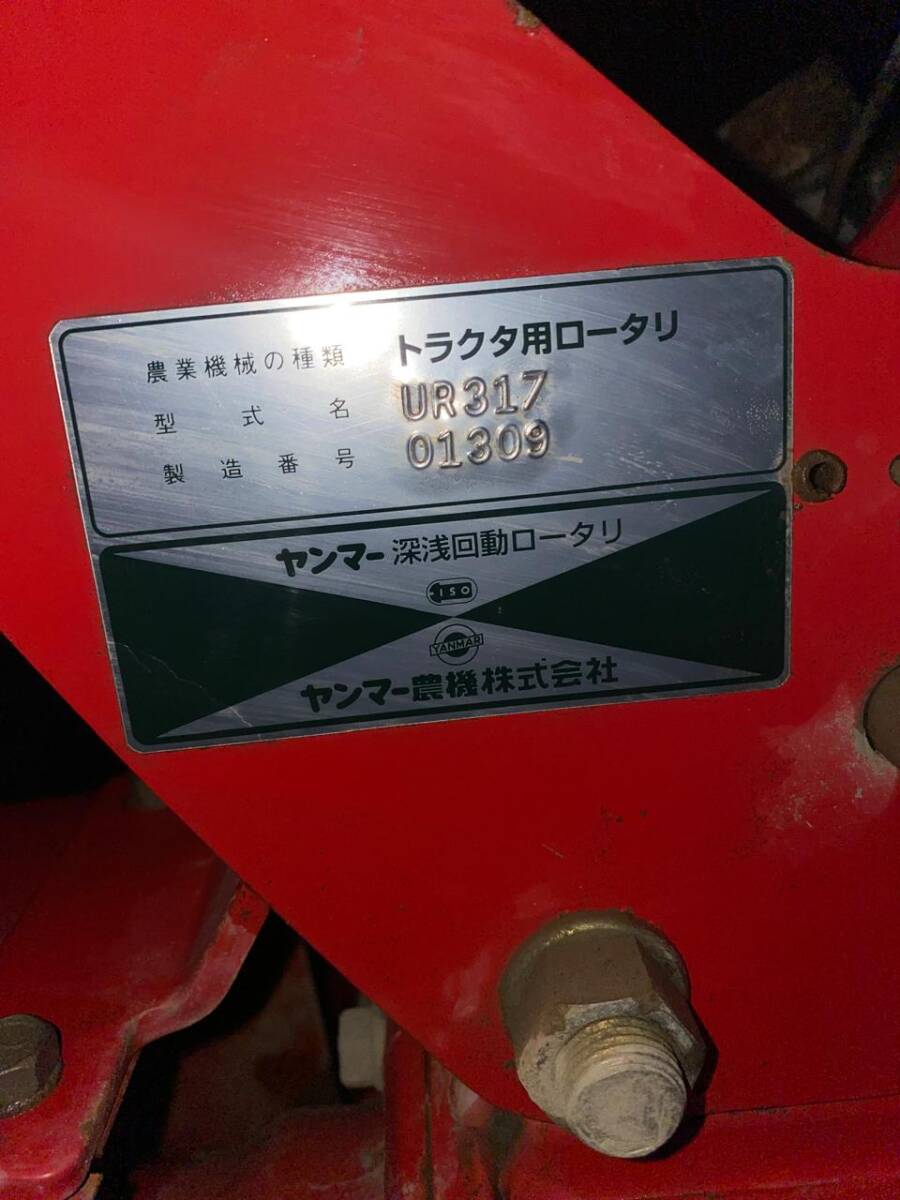 農業機械の種類 トラクタ用ロータリ
型式名 UR317
製造番号 01309
ヤンマー深浅回動ロータリ
ISO
YANMAR
ヤンマー農機株式会社